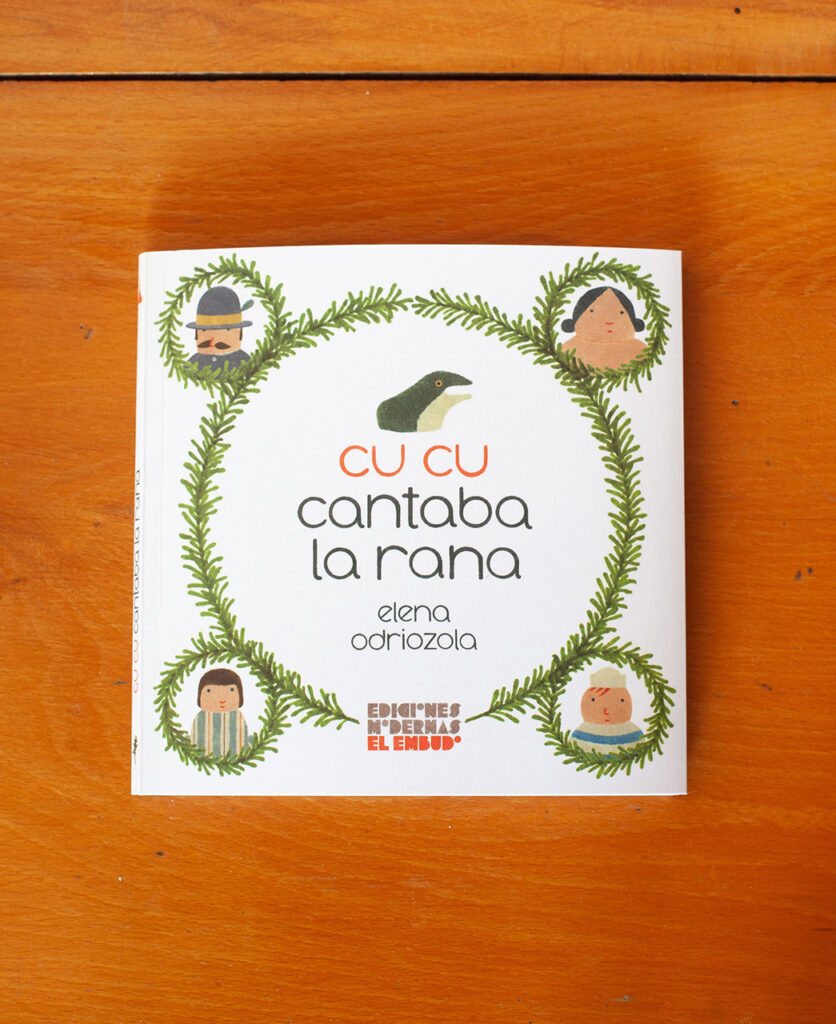 cu cu
cantaba
la rana
elena
odriozola
EDICIONES
MODERNAS
EL EMBUDO
cu cu cantaba la rana